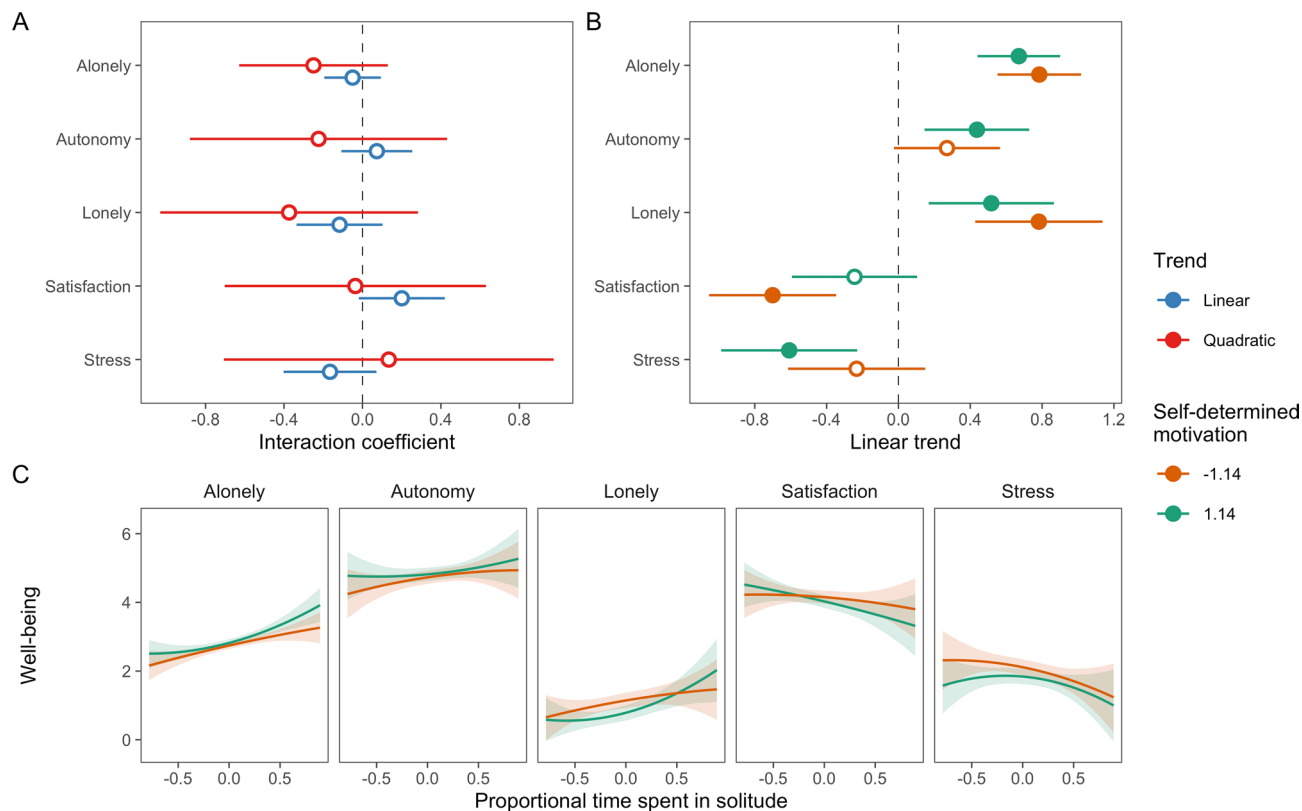 A
B
Alonely
Autonomy
Lonely
Satisfaction
Stress
-0.8 -0.4 0.0 0.4 0.8
Interaction coefficient
Alonely
Autonomy
Lonely
Satisfaction
Stress
-0.8 -0.4 0.0 0.4 0.8 1.2
Linear trend
Trend
Linear
Quadratic
Self-determined
motivation
-1.14
1.14
C
Alonely Autonomy Lonely Satisfaction Stress
Well-being
6
4
2
0
-0.5 0.0 0.5 -0.5 0.0 0.5 -0.5 0.0 0.5 -0.5 0.0 0.5 -0.5 0.0 0.5
Proportional time spent in solitude